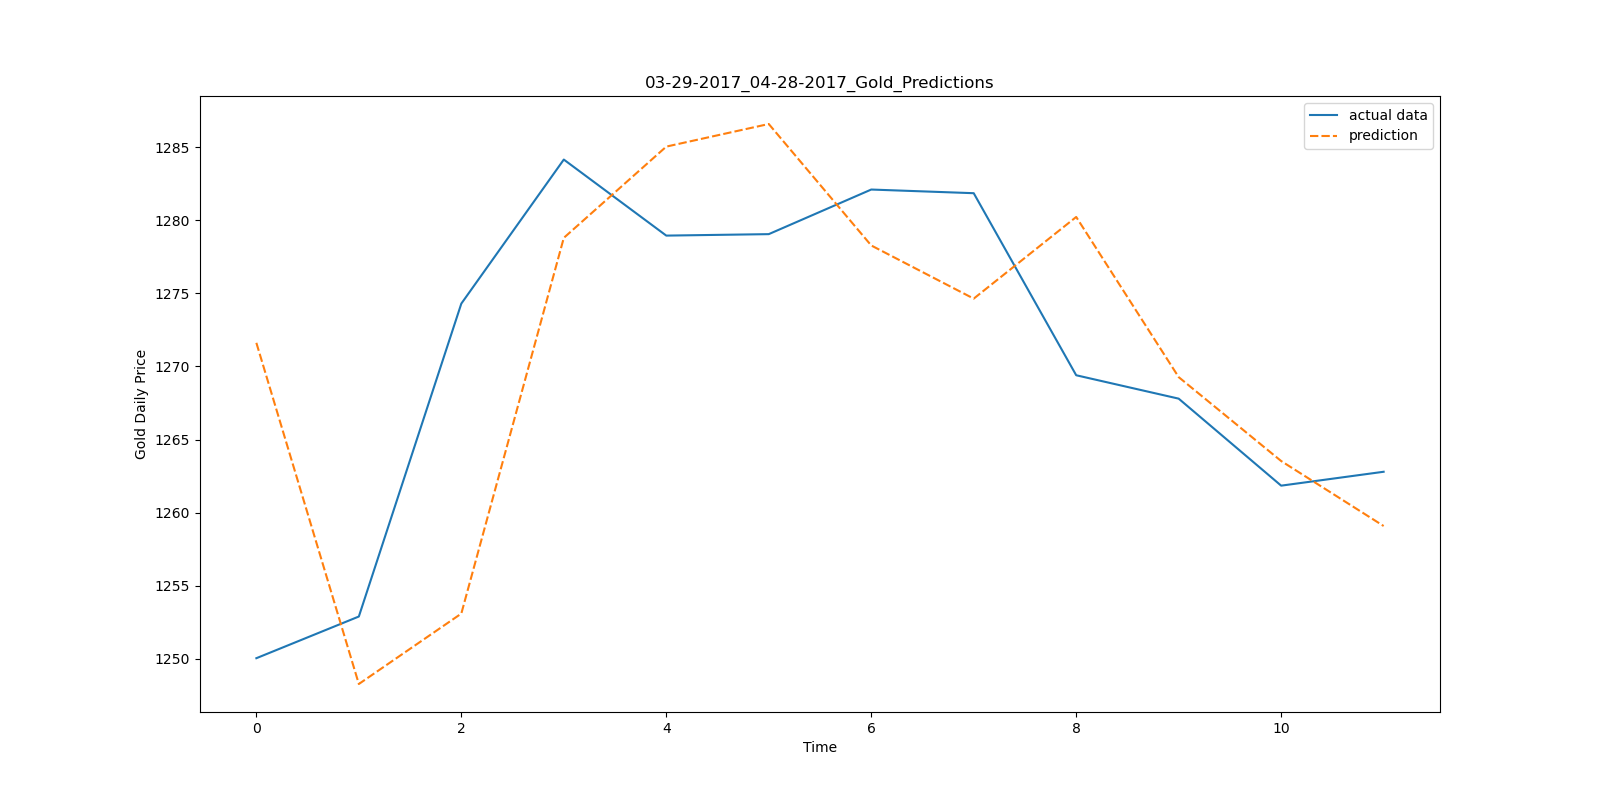 03-29-2017_04-28-2017_Gold_Predictions
actual data
prediction
Gold Daily Price
1285
1280
1275
1270
1265
1260
1255
1250
0 2 4 6 8 10
Time